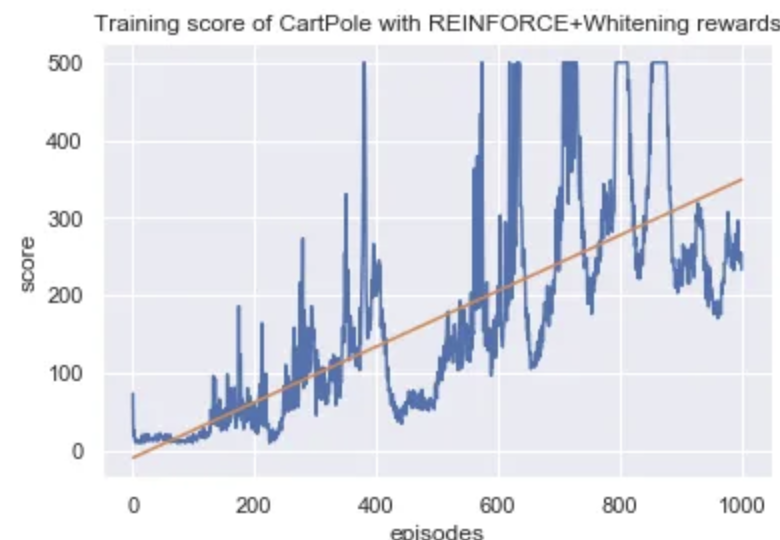 Training score of CartPole with REINFORCE+Whitening rewards
500
400
300
200
100
0
score
0 200 400 600 800 1000
episodes